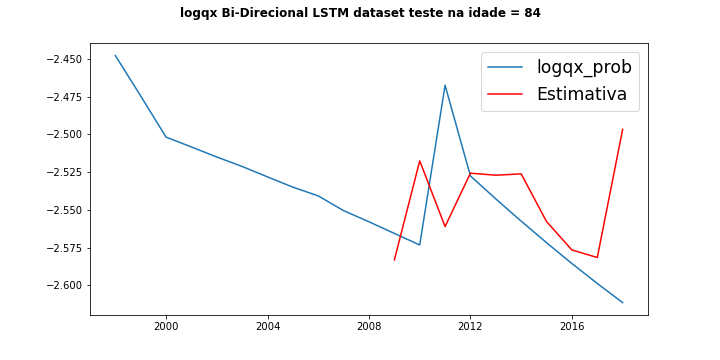 logqx Bi-Direcional LSTM dataset teste na idade = 84
−2.450
−2.475
−2.500
−2.525
−2.550
−2.575
−2.600
logqx_prob
Estimativa
2000 2004 2008 2012 2016